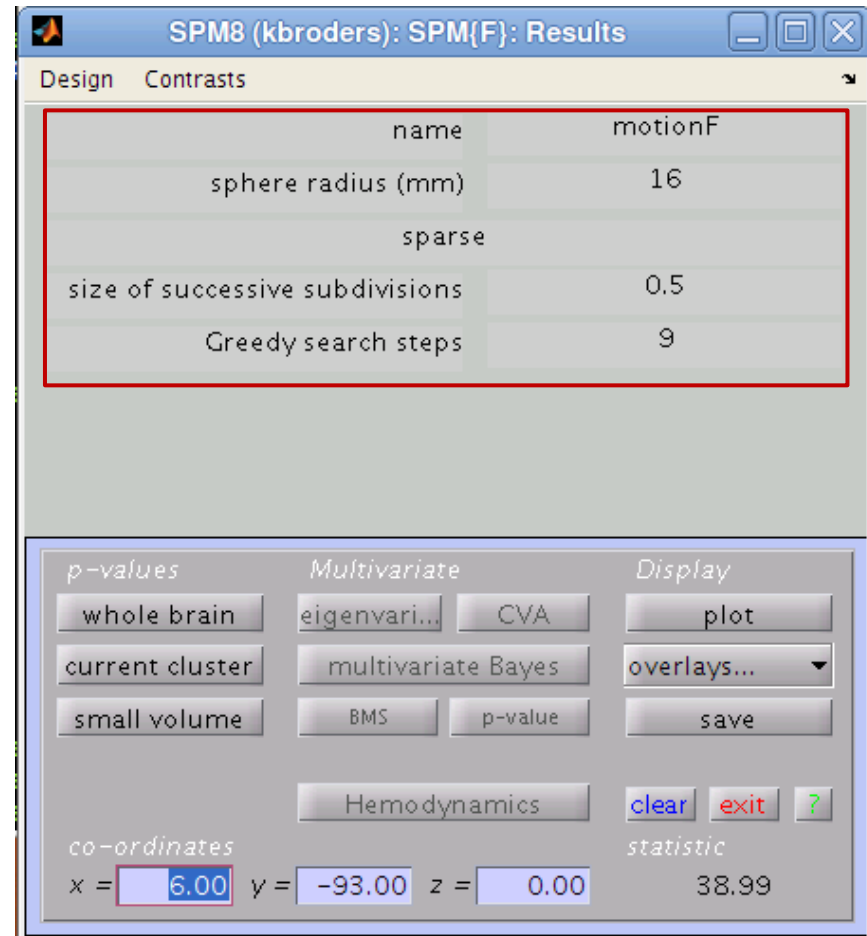 SPM8 (kbroders): SPM{F}: Results
Design Contrasts
name motionF
sphere radius (mm) 16
sparse
size of successive subdivisions 0.5
Greedy search steps 9
p-values Multivariate Display
whole brain eigenvari... CVA plot
current cluster multivariate Bayes overlays...
small volume BMS p-value save
Hemodynamics clear exit ?
co-ordinates statistic
x = 6.00 y = -93.00 z = 0.00 38.99